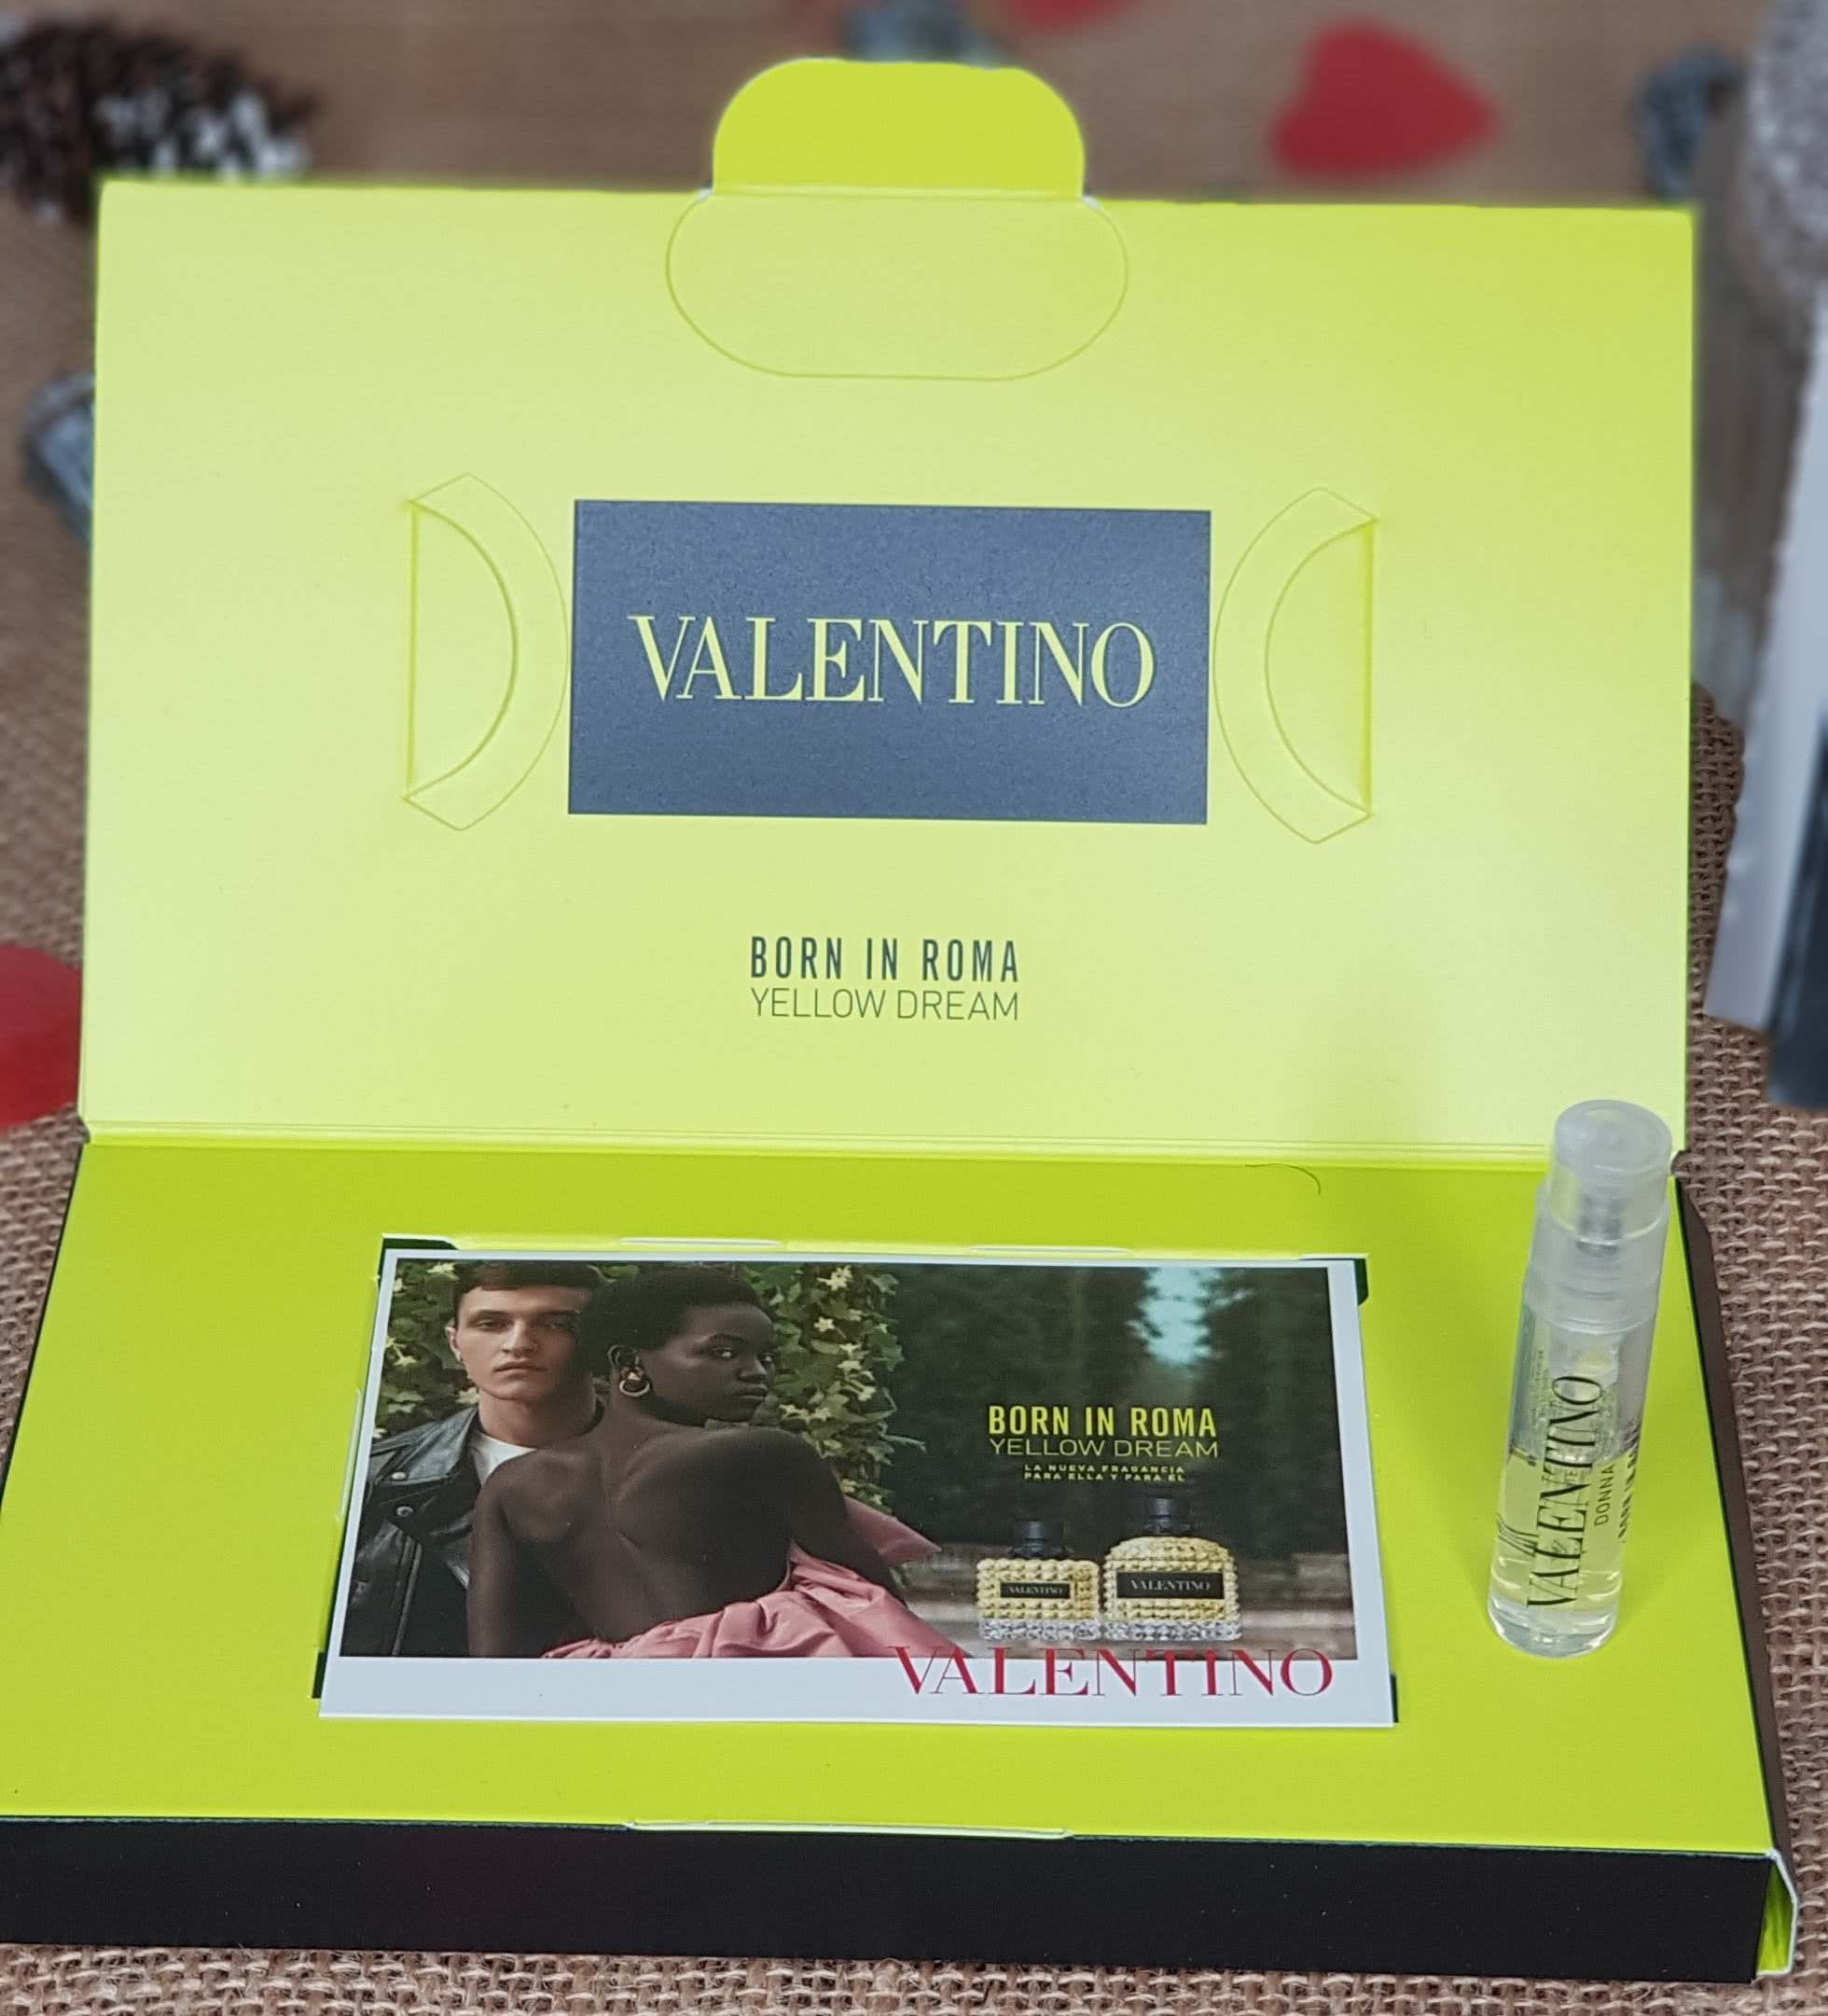 VALENTINO
BORN IN ROMA
YELLOW DREAM
BORN IN ROMA
YELLOW DREAM
LA NUEVA FRAGANCIA
PARA ELLA Y PARA ÉL
VALENTINO
VALENTINO
VALENTINO
VALENTINO
DONNA